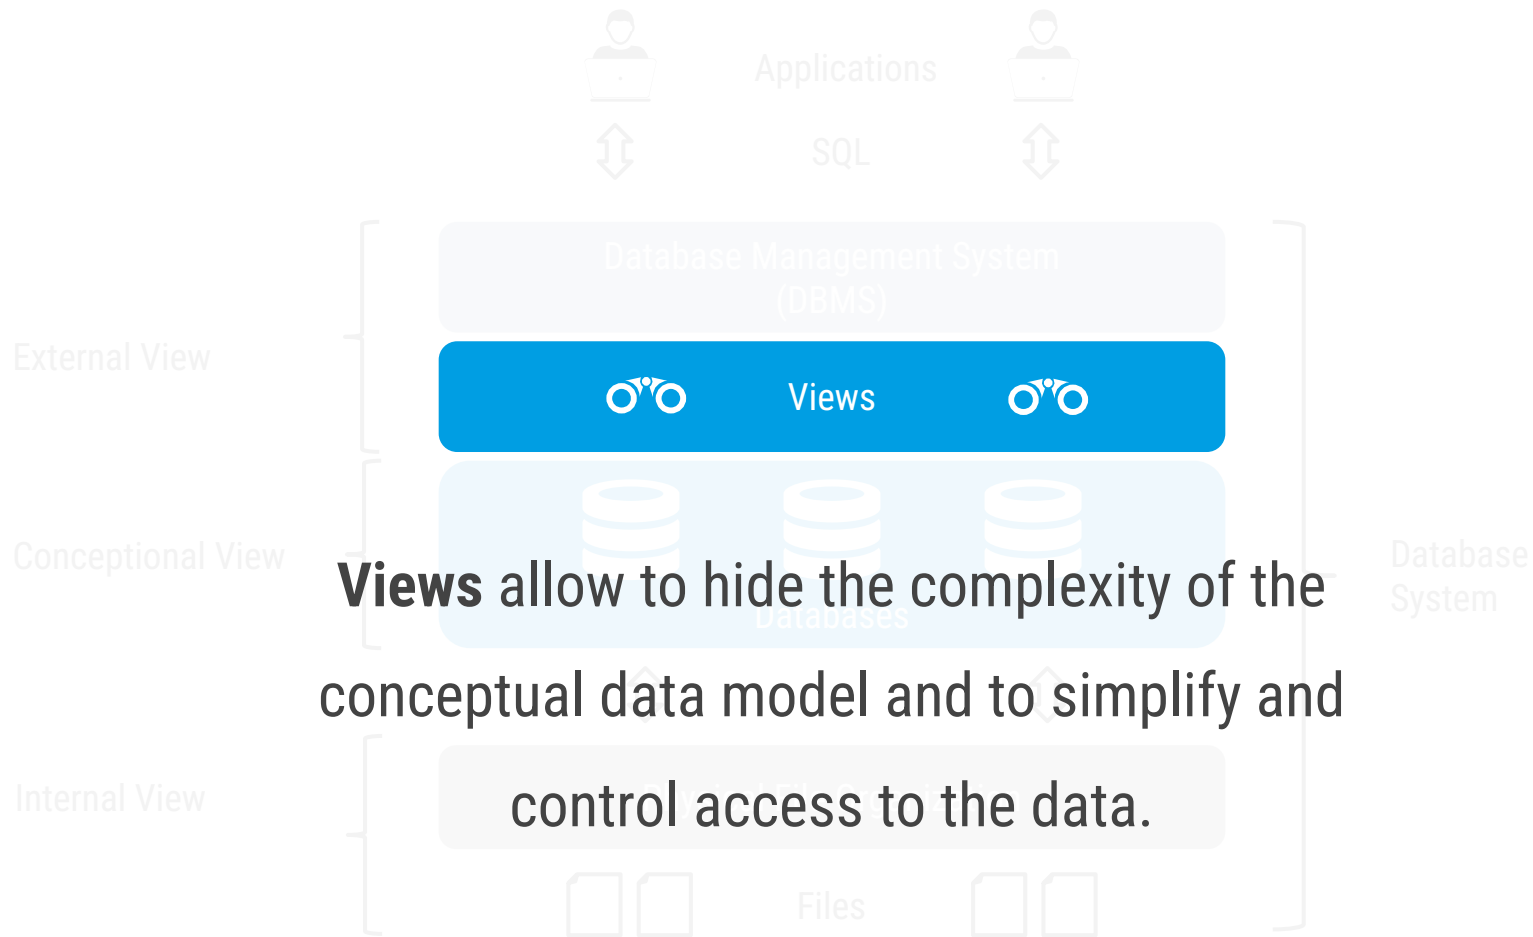 Applications
SQL
Database Management System
(DBMS)
External View
Views
Conceptional View
Database
System
Views allow to hide the complexity of the
Databases
conceptual data model and to simplify and
Internal View
control access to the data.
Files